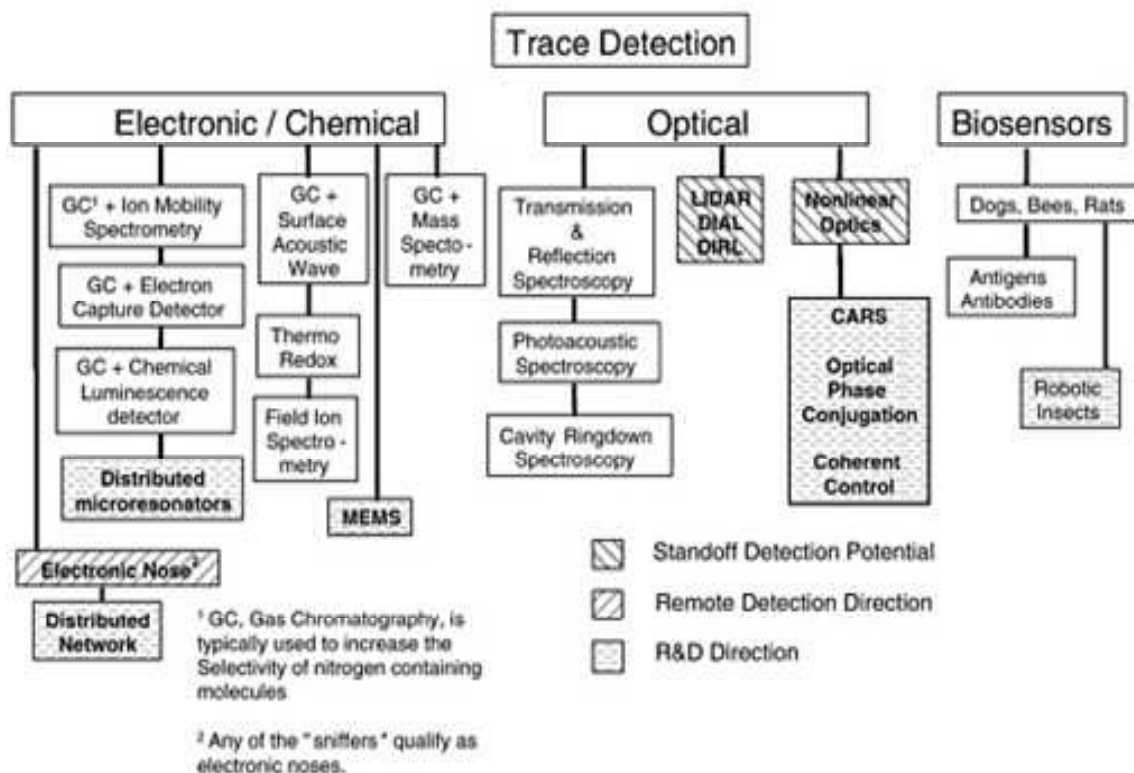 Trace Detection
Electronic / Chemical
Optical
Biosensors
GC¹ + Ion Mobility
Spectrometry
GC + Electron
Capture Detector
GC + Chemical
Luminescence
detector
Distributed
microresonators
GC +
Surface
Acoustic
Wave
Thermo
Redox
Field Ion
Spectro -
metry
GC +
Mass
Specto -
metry
MEMS
Electronic Nose²
Distributed
Network
Transmission
&
Reflection
Spectroscopy
Photoacoustic
Spectroscopy
Cavity Ringdown
Spectroscopy
LIDAR
DIAL
DIRL
Nonlinear
Optics
CARS
Optical
Phase
Conjugation
Coherent
Control
Dogs, Bees, Rats
Antigens
Antibodies
Robotic
Insects
Standoff Detection Potential
Remote Detection Direction
R&D Direction
¹ GC, Gas Chromatography, is
typically used to increase the
Selectivity of nitrogen containing
molecules
² Any of the "sniffers" qualify as
electronic noses.